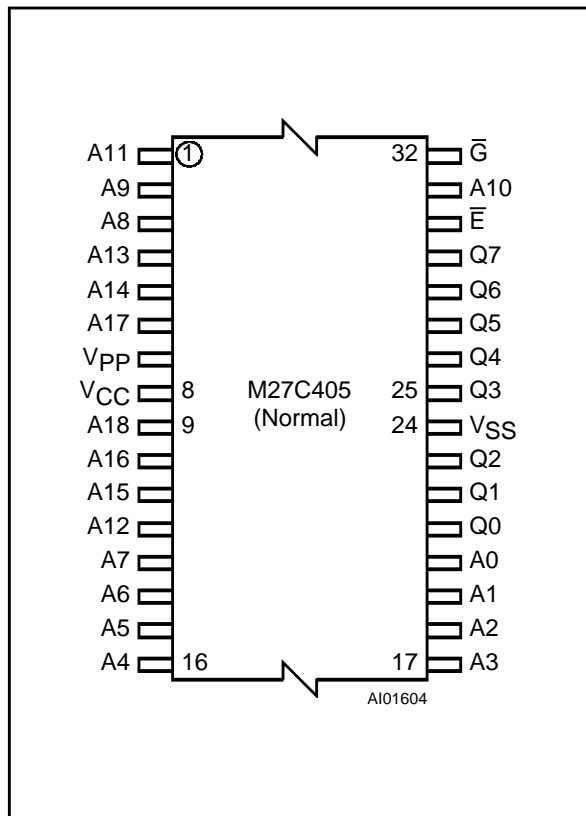 A11 1 32 G̅
A9 A10
A8 E̅
A13 Q7
A14 Q6
A17 Q5
VPP Q4
VCC 8 M27C405 25 Q3
A18 9 (Normal) 24 VSS
A16 Q2
A15 Q1
A12 Q0
A7 A0
A6 A1
A5 A2
A4 16 17 A3
AI01604